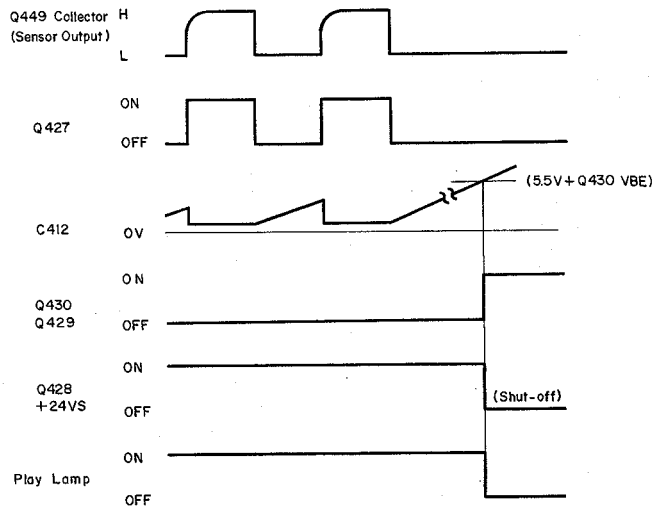 Q449 Collector H
(Sensor Output)
L
ON
Q427
OFF
(5.5V+Q430 VBE)
C412
OV
ON
Q430
Q429
OFF
ON
Q428
+24VS
(Shut-off)
OFF
ON
Play Lamp
OFF